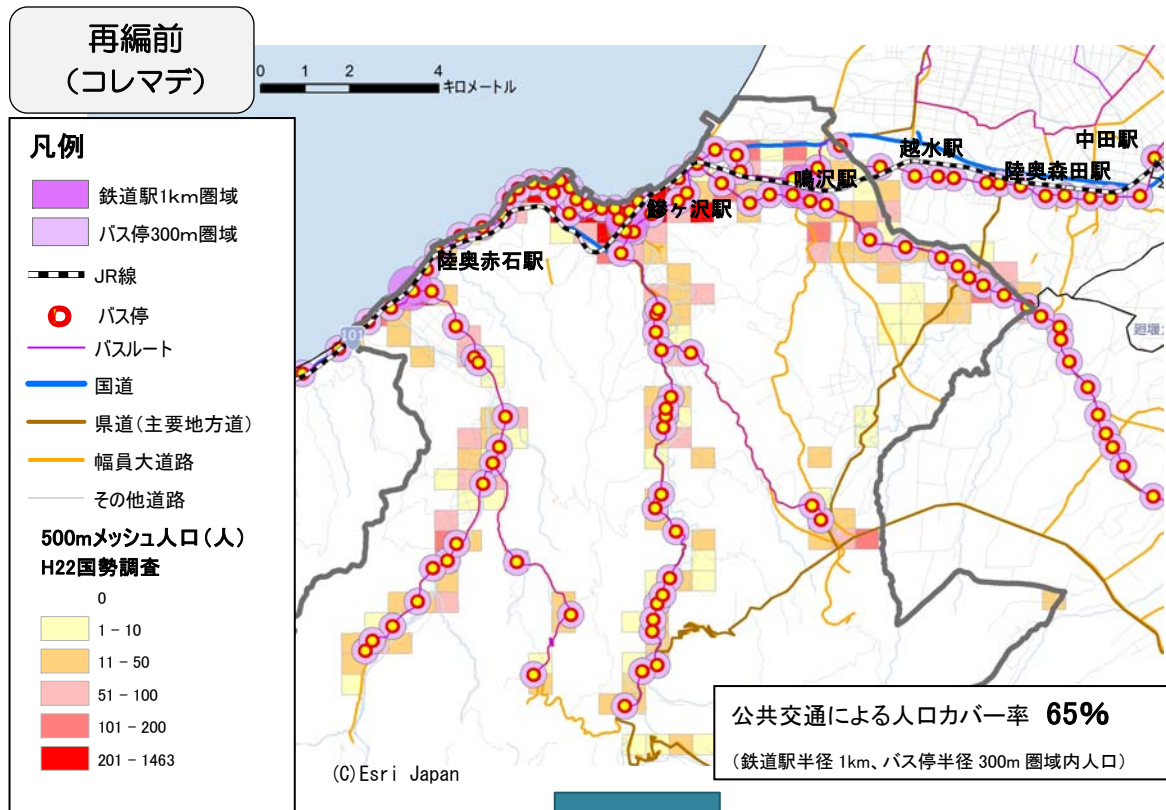 再編前
(コレマデ)
0 1 2 4
キロメートル
凡例
鉄道駅1km圏域
バス停300m圏域
JR線
バス停
バスルート
国道
県道(主要地方道)
幅員大道路
その他道路
500mメッシュ人口(人)
H22国勢調査
0
1 - 10
11 - 50
51 - 100
101 - 200
201 - 1463
中田駅
越水駅
陸奥森田駅
鳴沢駅
鰺ヶ沢駅
陸奥赤石駅
101
廻堰
(C)Esri Japan
公共交通による人口カバー率 65%
(鉄道駅半径 1km、バス停半径 300m 圏域内人口)